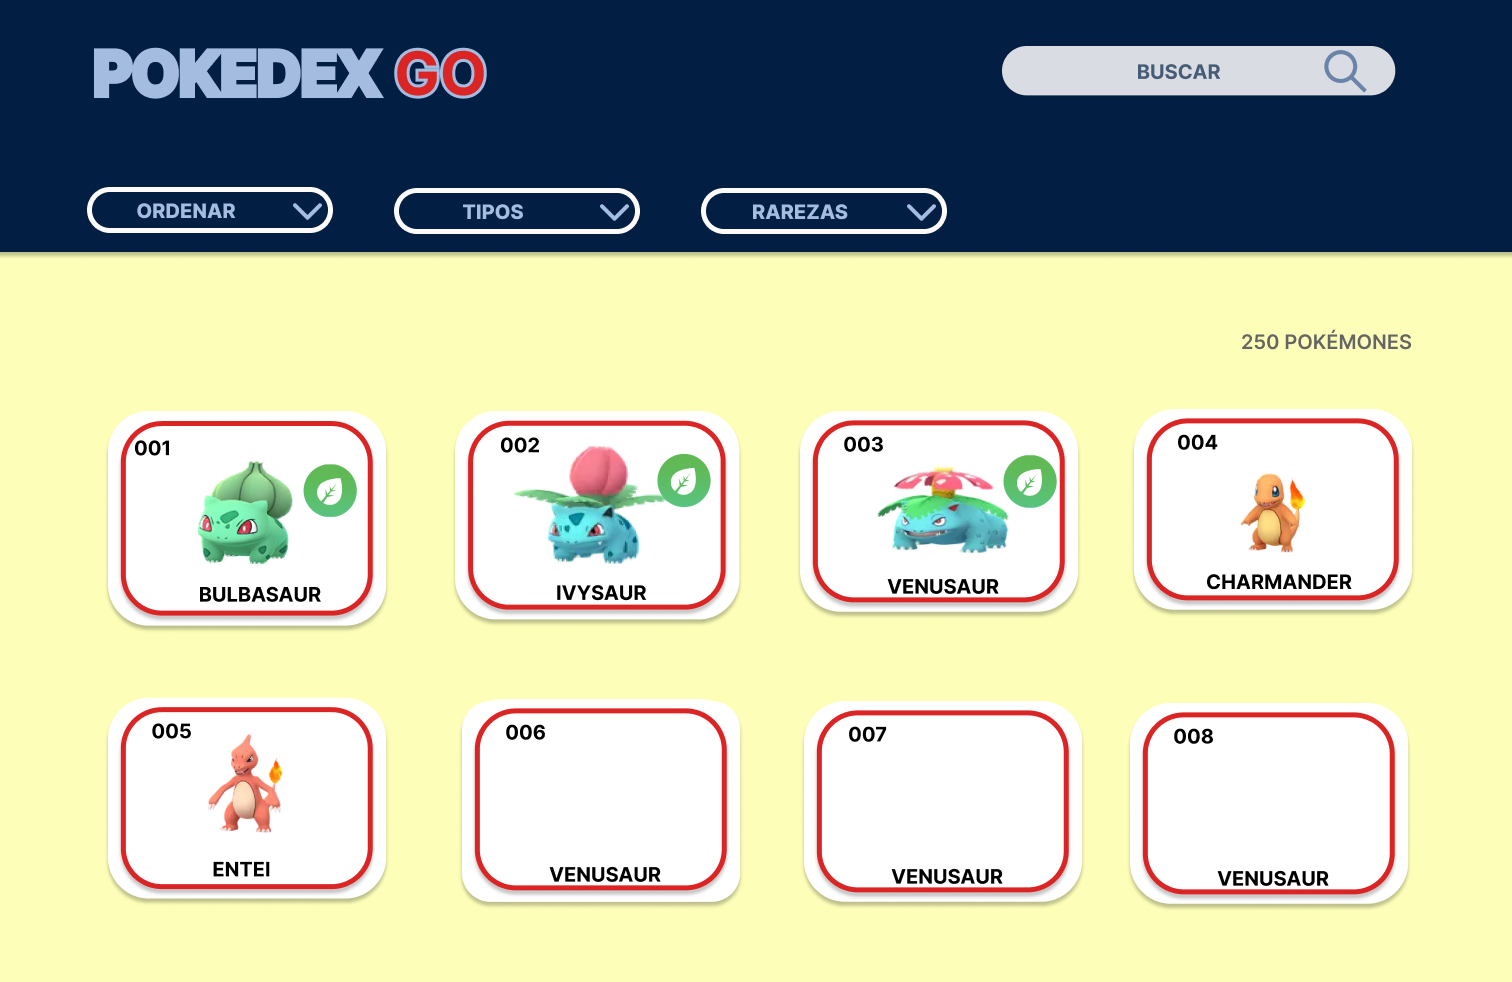 POKEDEX GO
BUSCAR
ORDENAR
TIPOS
RAREZAS
250 POKÉMONES
001
BULBASAUR
002
IVYSAUR
003
VENUSAUR
004
CHARMANDER
005
ENTEI
006
VENUSAUR
007
VENUSAUR
008
VENUSAUR